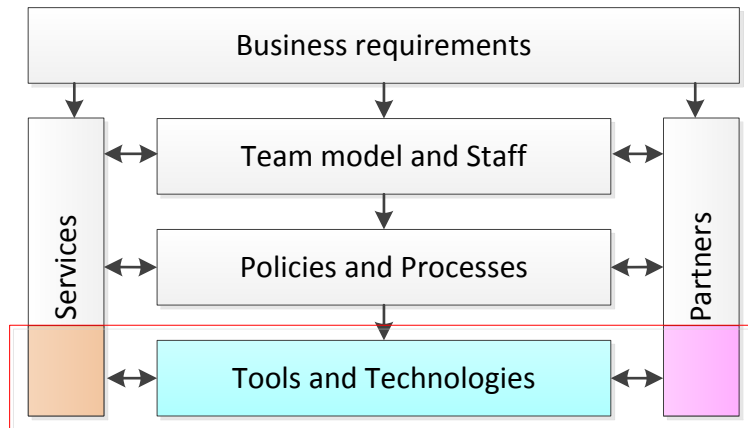 Business requirements
Team model and Staff
Services
Policies and Processes
Partners
Tools and Technologies